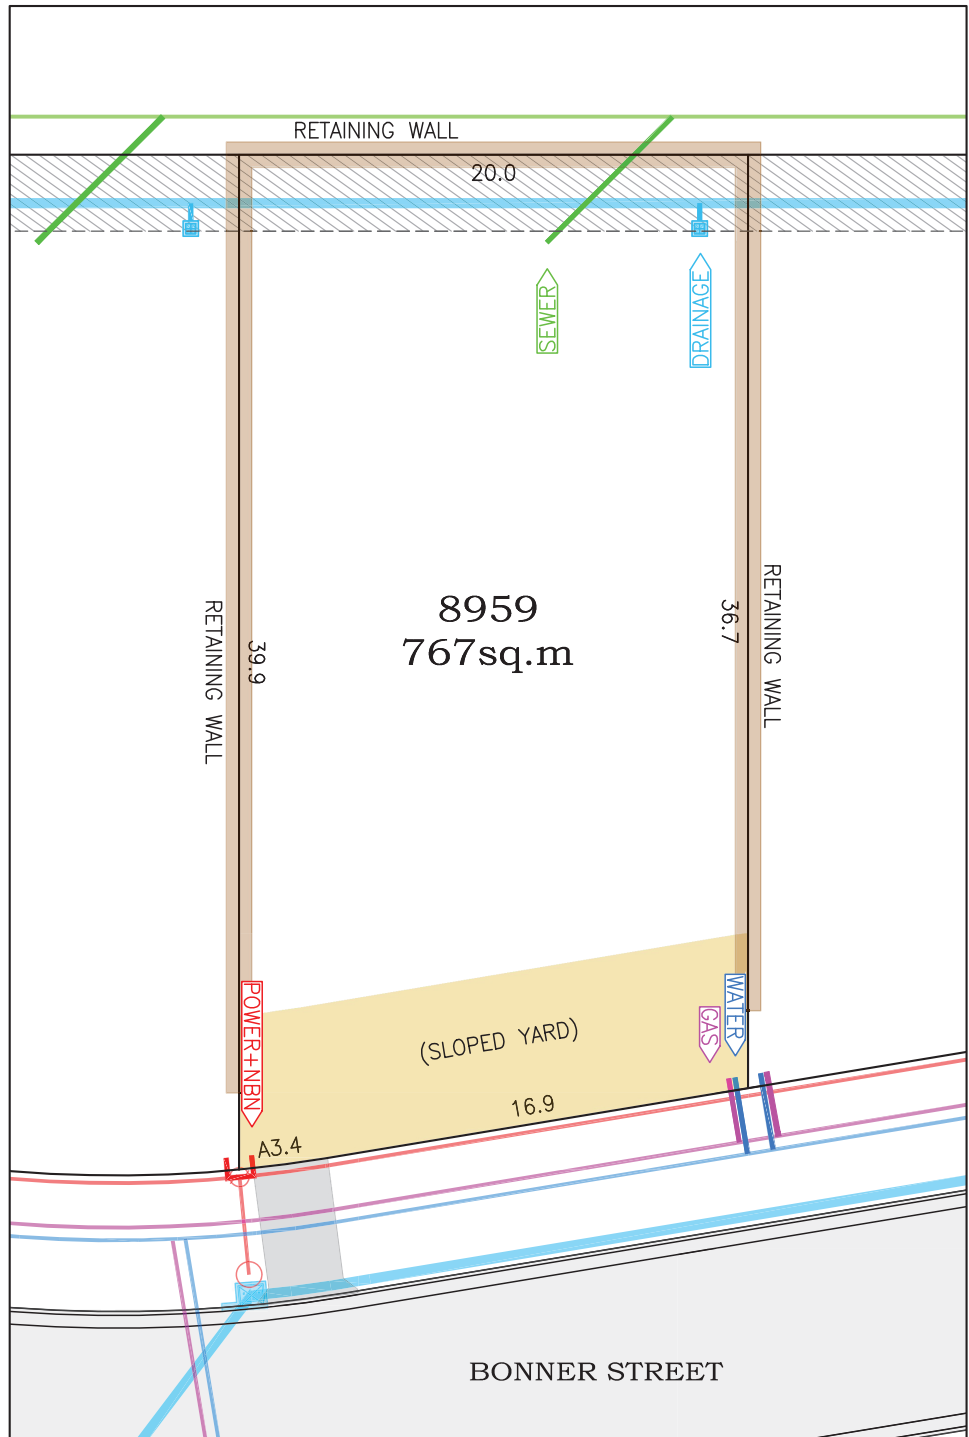 RETAINING WALL
20.0
SEWER
DRAINAGE
8959
767sq.m
RETAINING WALL
39.9
36.7
RETAINING WALL
POWER+NBN
(SLOPED YARD)
GAS
WATER
16.9
A3.4
BONNER STREET